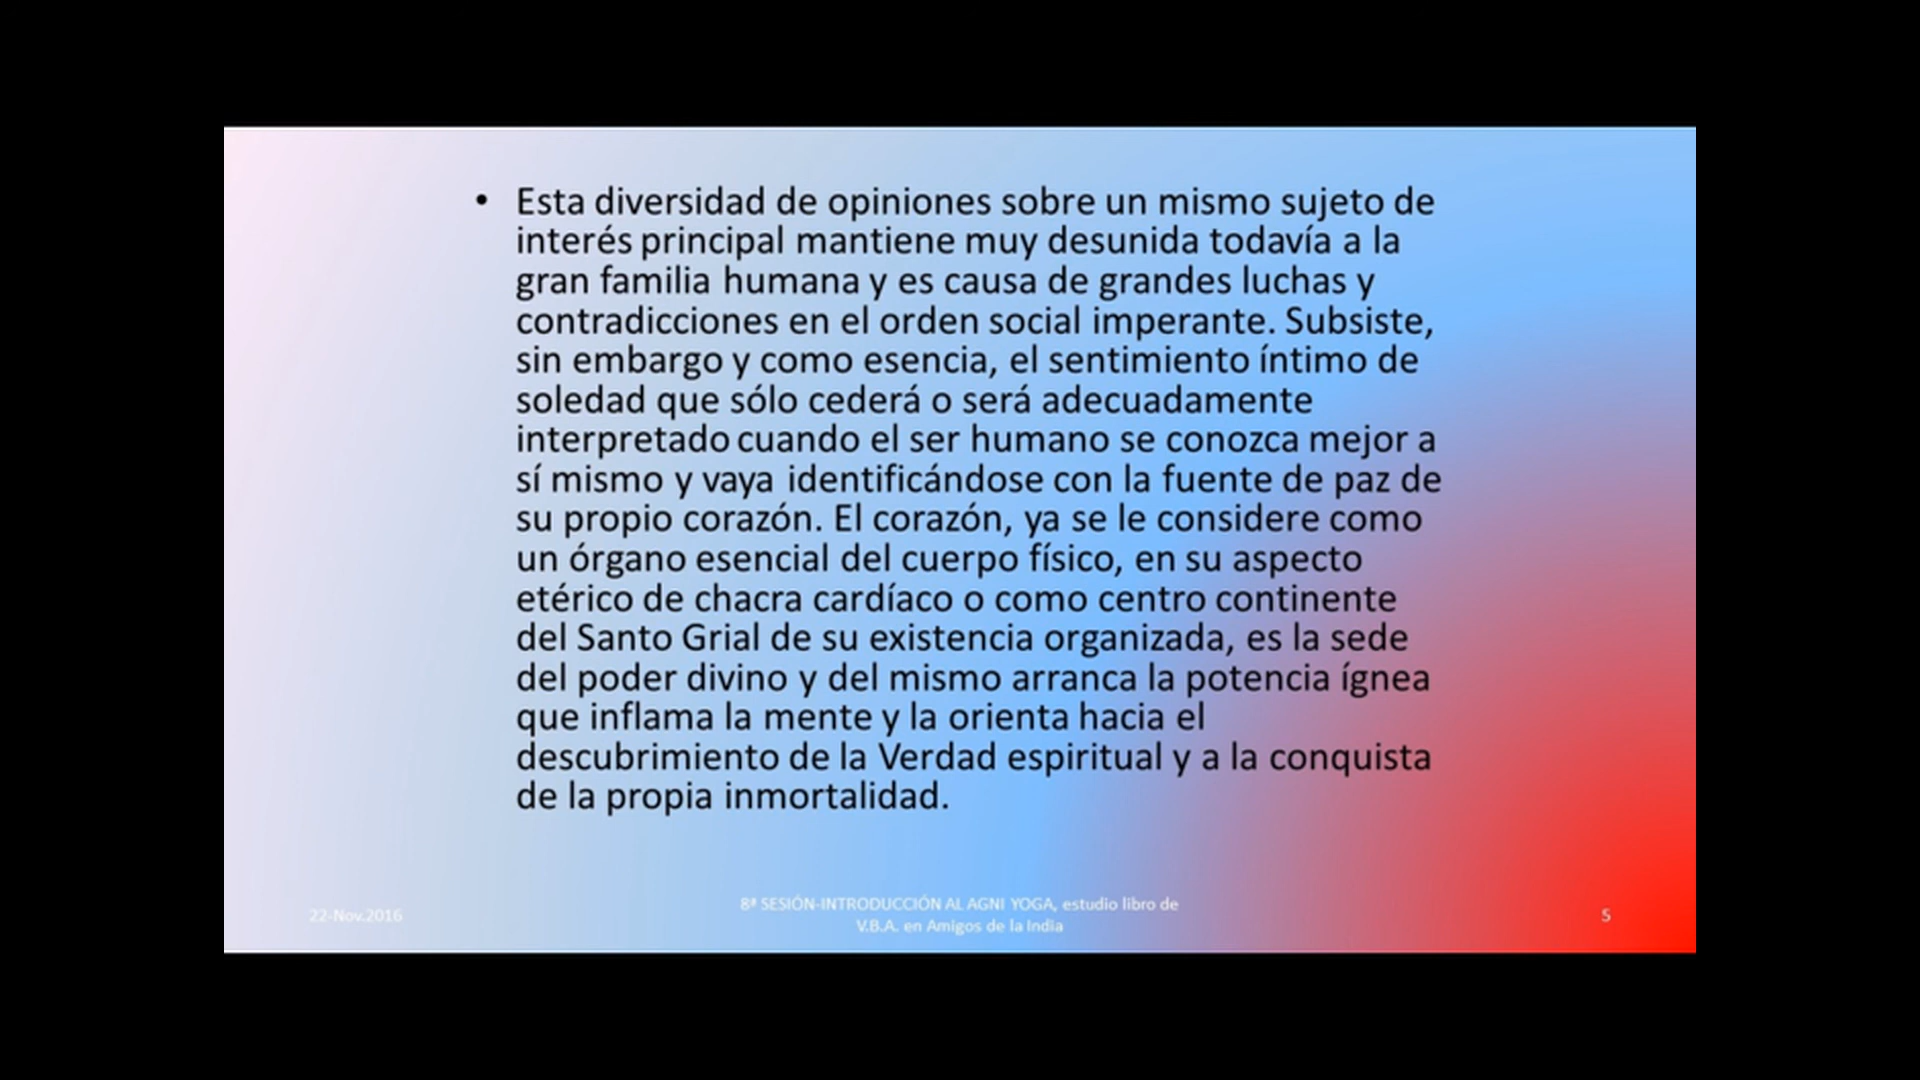 • Esta diversidad de opiniones sobre un mismo sujeto de
interés principal mantiene muy desunida todavía a la
gran familia humana y es causa de grandes luchas y
contradicciones en el orden social imperante. Subsiste,
sin embargo y como esencia, el sentimiento íntimo de
soledad que sólo cederá o será adecuadamente
interpretado cuando el ser humano se conozca mejor a
sí mismo y vaya identificándose con la fuente de paz de
su propio corazón. El corazón, ya se le considere como
un órgano esencial del cuerpo físico, en su aspecto
etérico de chacra cardíaco o como centro continente
del Santo Grial de su existencia organizada, es la sede
del poder divino y del mismo arranca la potencia ígnea
que inflama la mente y la orienta hacia el
descubrimiento de la Verdad espiritual y a la conquista
de la propia inmortalidad.
22-Nov.2016
8ª SESIÓN-INTRODUCCIÓN AL AGNI YOGA, estudio libro de
V.B.A. en Amigos de la India
5